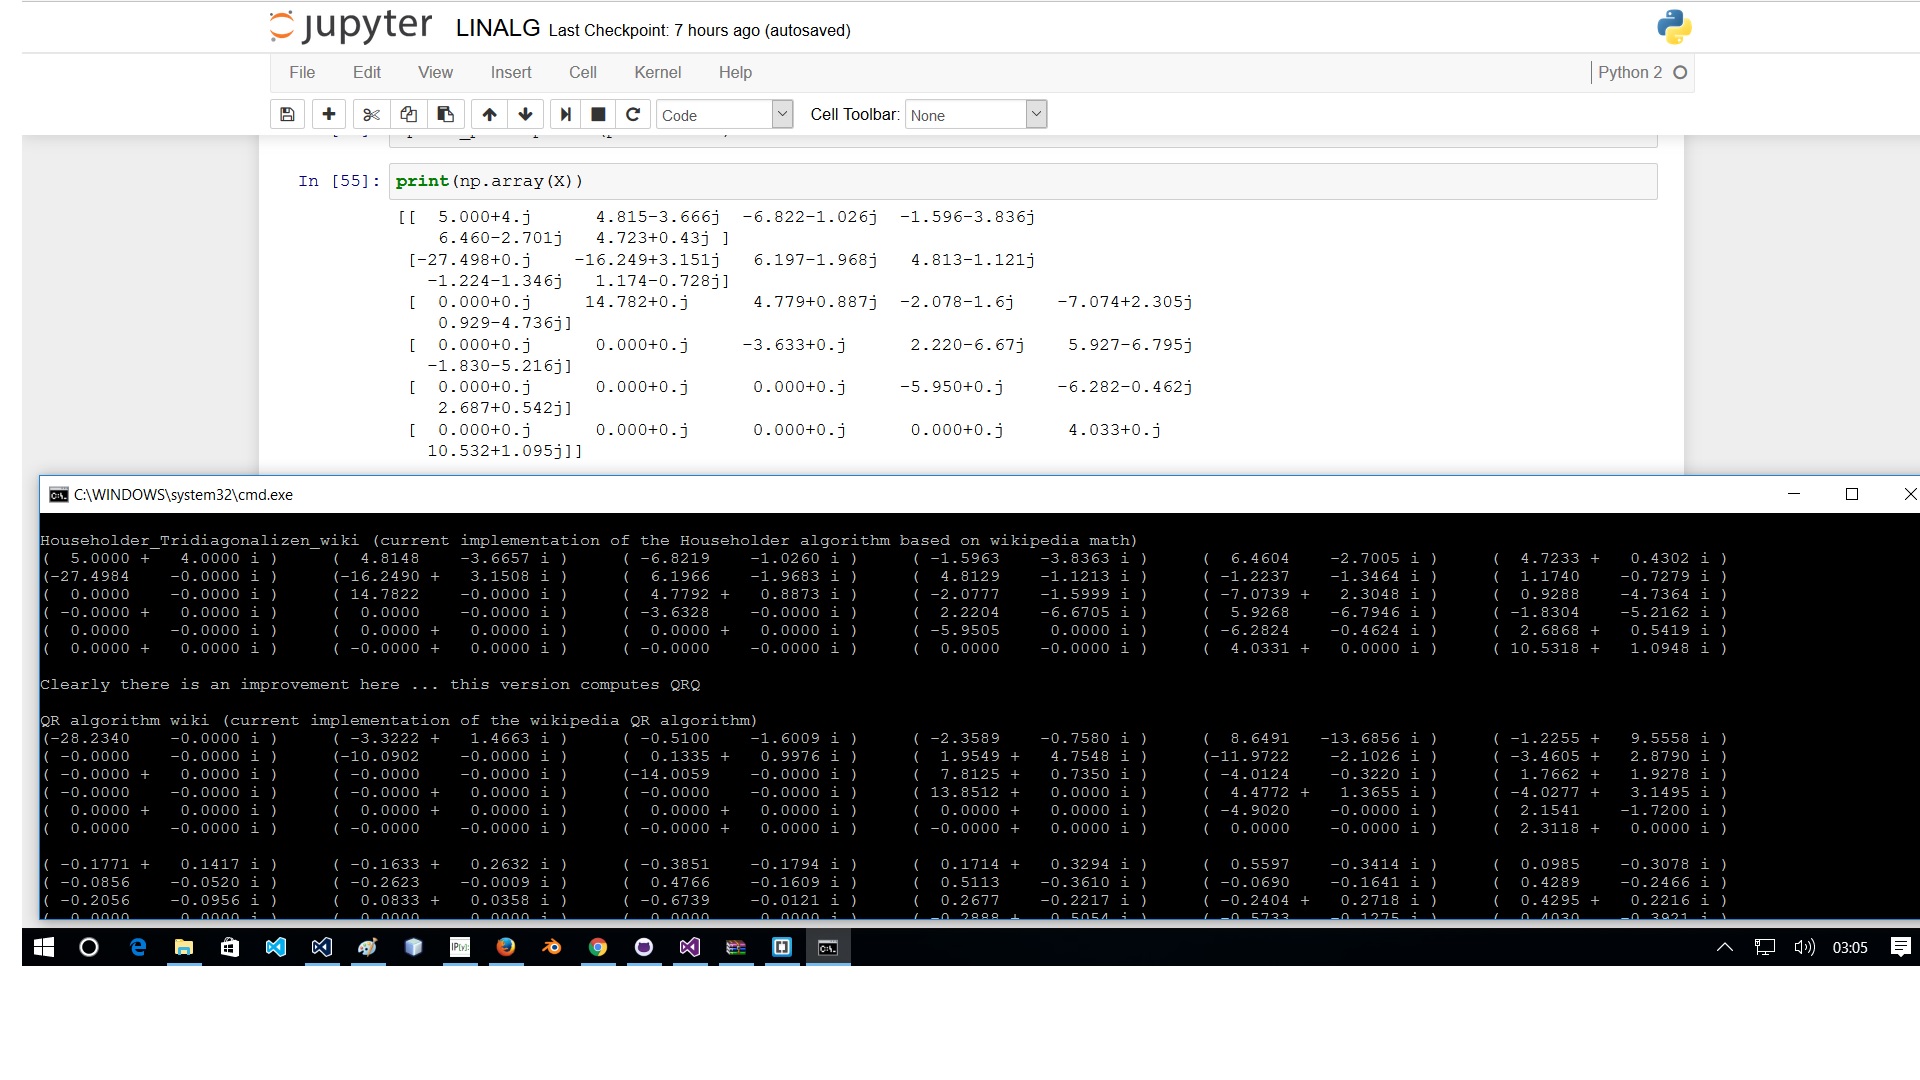 jupyter LINALG Last Checkpoint: 7 hours ago (autosaved)
File Edit View Insert Cell Kernel Help Python 2
Code Cell Toolbar: None
In [55]: print(np.array(X))
[[ 5.000+4.j 4.815-3.666j -6.822-1.026j -1.596-3.836j
6.460-2.701j 4.723+0.43j ]
[-27.498+0.j -16.249+3.151j 6.197-1.968j 4.813-1.121j
-1.224-1.346j 1.174-0.728j]
[ 0.000+0.j 14.782+0.j 4.779+0.887j -2.078-1.6j -7.074+2.305j
0.929-4.736j]
[ 0.000+0.j 0.000+0.j -3.633+0.j 2.220-6.67j 5.927-6.795j
-1.830-5.216j]
[ 0.000+0.j 0.000+0.j 0.000+0.j -5.950+0.j -6.282-0.462j
2.687+0.542j]
[ 0.000+0.j 0.000+0.j 0.000+0.j 0.000+0.j 4.033+0.j
10.532+1.095j]]
C:\WINDOWS\system32\cmd.exe
Householder_Tridiagonalizen_wiki (current implementation of the Householder algorithm based on wikipedia math)
( 5.0000 + 4.0000 i ) ( 4.8148 -3.6657 i ) ( -6.8219 -1.0260 i ) ( -1.5963 -3.8363 i ) ( 6.4604 -2.7005 i ) ( 4.7233 + 0.4302 i )
(-27.4984 -0.0000 i ) (-16.2490 + 3.1508 i ) ( 6.1966 -1.9683 i ) ( 4.8129 -1.1213 i ) ( -1.2237 -1.3464 i ) ( 1.1740 -0.7279 i )
( 0.0000 -0.0000 i ) ( 14.7822 -0.0000 i ) ( 4.7792 + 0.8873 i ) ( -2.0777 -1.5999 i ) ( -7.0739 + 2.3048 i ) ( 0.9288 -4.7364 i )
( -0.0000 + 0.0000 i ) ( 0.0000 -0.0000 i ) ( -3.6328 -0.0000 i ) ( 2.2204 -6.6705 i ) ( 5.9268 -6.7946 i ) ( -1.8304 -5.2162 i )
( 0.0000 -0.0000 i ) ( 0.0000 + 0.0000 i ) ( 0.0000 + 0.0000 i ) ( -5.9505 0.0000 i ) ( -6.2824 -0.4624 i ) ( 2.6868 + 0.5419 i )
( 0.0000 + 0.0000 i ) ( -0.0000 + 0.0000 i ) ( -0.0000 -0.0000 i ) ( 0.0000 -0.0000 i ) ( 4.0331 + 0.0000 i ) ( 10.5318 + 1.0948 i )
Clearly there is an improvement here ... this version computes QRQ
QR algorithm wiki (current implementation of the wikipedia QR algorithm)
(-28.2340 -0.0000 i ) ( -3.3222 + 1.4663 i ) ( -0.5100 -1.6009 i ) ( -2.3589 -0.7580 i ) ( 8.6491 -13.6856 i ) ( -1.2255 + 9.5558 i )
( -0.0000 -0.0000 i ) (-10.0902 -0.0000 i ) ( 0.1335 + 0.9976 i ) ( 1.9549 + 4.7548 i ) (-11.9722 -2.1026 i ) ( -3.4605 + 2.8790 i )
( -0.0000 + 0.0000 i ) ( -0.0000 -0.0000 i ) (-14.0059 -0.0000 i ) ( 7.8125 + 0.7350 i ) ( -4.0124 -0.3220 i ) ( 1.7662 + 1.9278 i )
( -0.0000 -0.0000 i ) ( -0.0000 + 0.0000 i ) ( -0.0000 -0.0000 i ) ( 13.8512 + 0.0000 i ) ( 4.4772 + 1.3655 i ) ( -4.0277 + 3.1495 i )
( 0.0000 + 0.0000 i ) ( 0.0000 + 0.0000 i ) ( 0.0000 + 0.0000 i ) ( 0.0000 + 0.0000 i ) ( -4.9020 -0.0000 i ) ( 2.1541 -1.7200 i )
( 0.0000 -0.0000 i ) ( -0.0000 -0.0000 i ) ( -0.0000 + 0.0000 i ) ( -0.0000 + 0.0000 i ) ( 0.0000 -0.0000 i ) ( 2.3118 + 0.0000 i )
( -0.1771 + 0.1417 i ) ( -0.1633 + 0.2632 i ) ( -0.3851 -0.1794 i ) ( 0.1714 + 0.3294 i ) ( 0.5597 -0.3414 i ) ( 0.0985 -0.3078 i )
( -0.0856 -0.0520 i ) ( -0.2623 -0.0009 i ) ( 0.4766 -0.1609 i ) ( 0.5113 -0.3610 i ) ( -0.0690 -0.1641 i ) ( 0.4289 -0.2466 i )
( -0.2056 -0.0956 i ) ( 0.0833 + 0.0358 i ) ( -0.6739 -0.0121 i ) ( 0.2677 -0.2217 i ) ( -0.2404 + 0.2718 i ) ( 0.4295 + 0.2216 i )
03:05